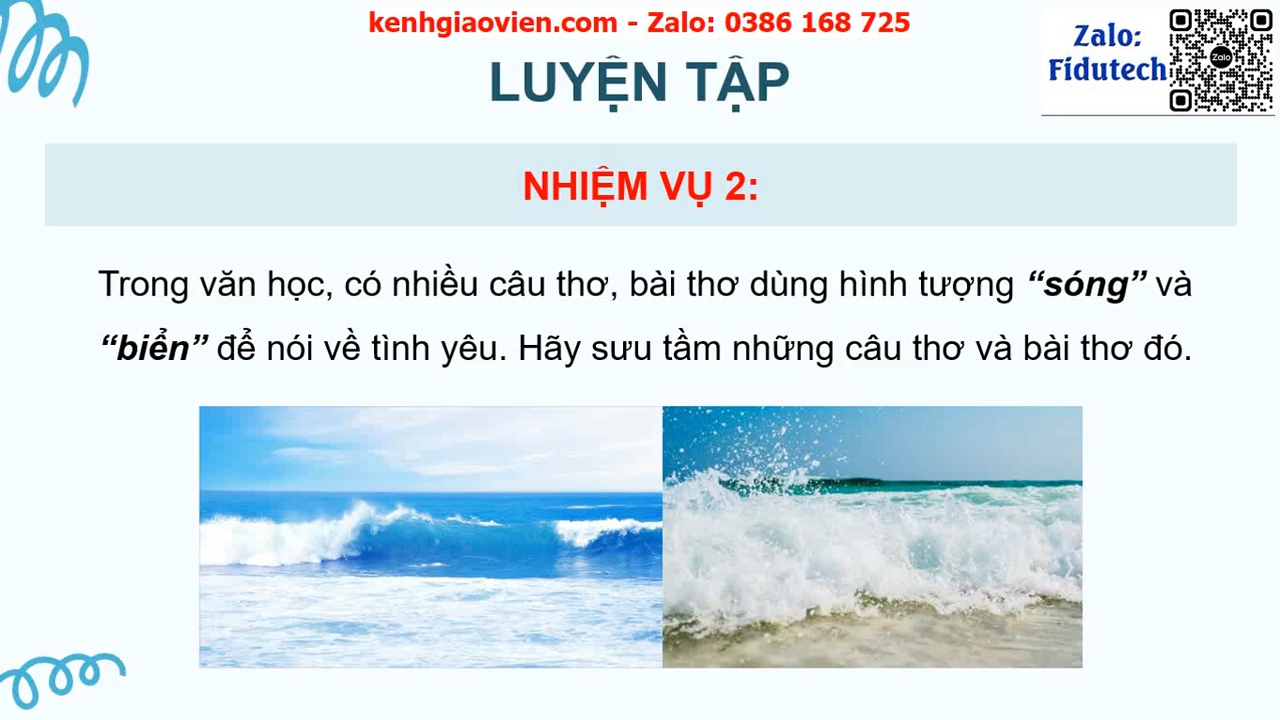 kenhgiaovien.com - Zalo: 0386 168 725
Zalo:
Fidutech
Zalo
LUYỆN TẬP
NHIỆM VỤ 2:
Trong văn học, có nhiều câu thơ, bài thơ dùng hình tượng “sóng” và
“biển” để nói về tình yêu. Hãy sưu tầm những câu thơ và bài thơ đó.